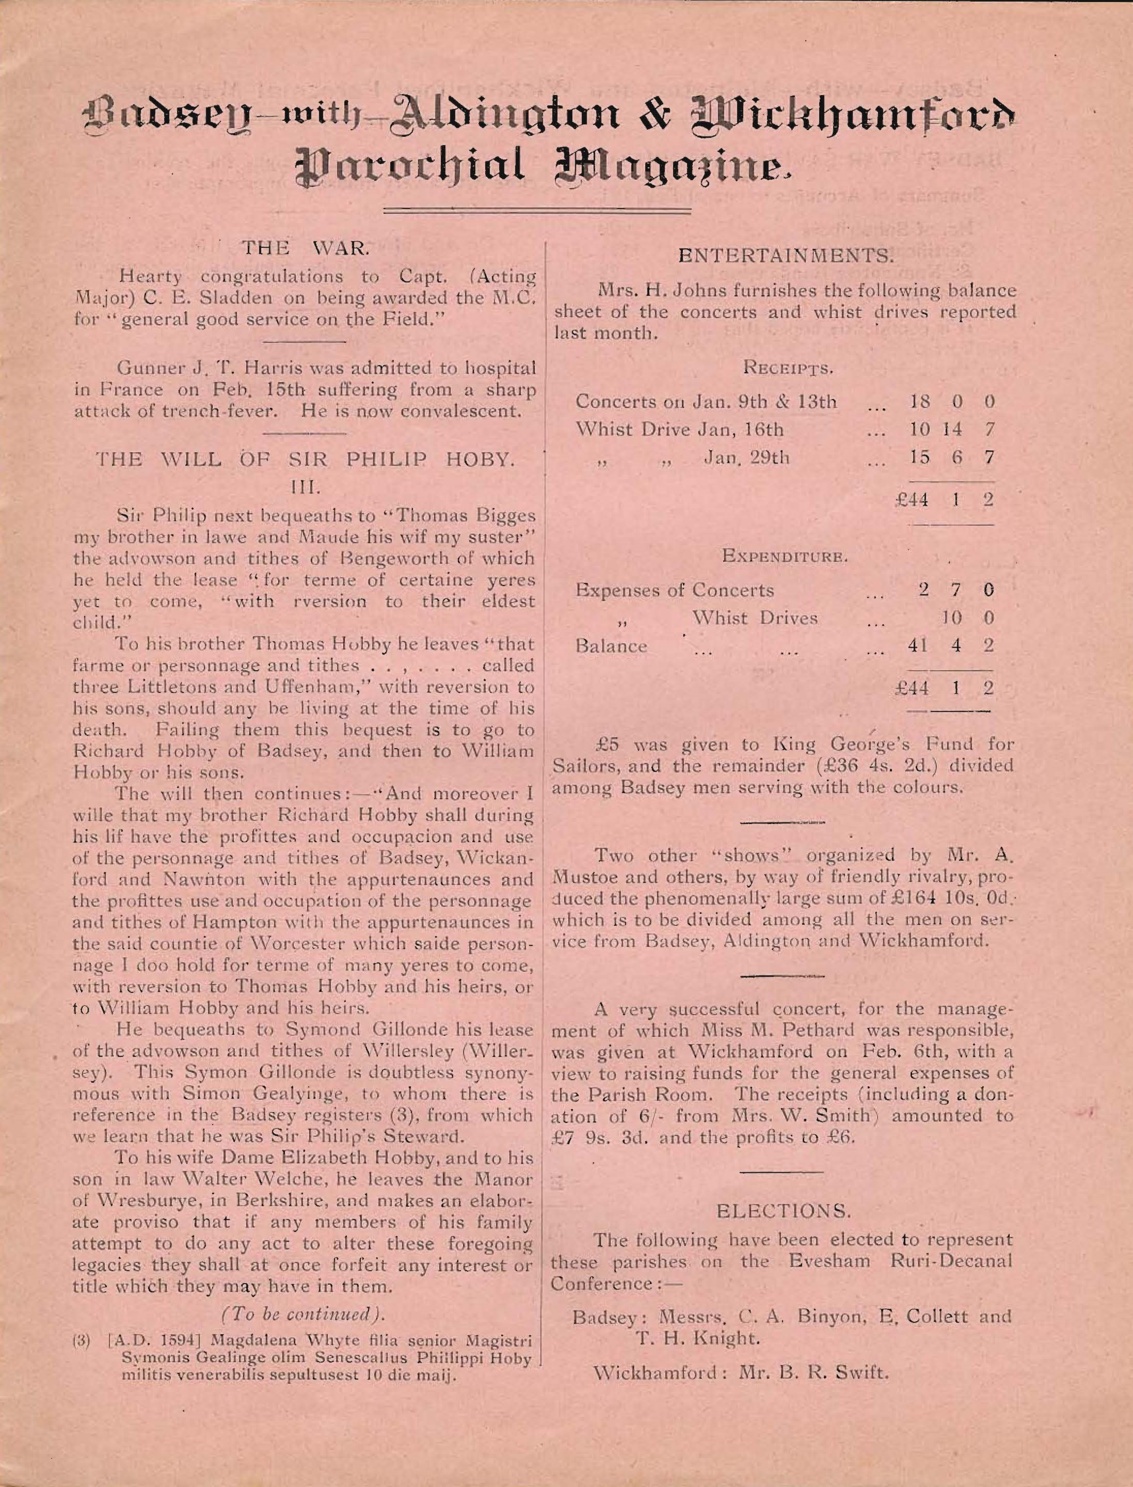 Badsey with Aldington & Wickhamford
Parochial Magazine.
THE WAR.
Hearty congratulations to Capt. (Acting
Major) C. E. Sladden on being awarded the M.C.
for "general good service on the Field."
Gunner J. T. Harris was admitted to hospital
in France on Feb. 15th suffering from a sharp
attack of trench-fever. He is now convalescent.
THE WILL OF SIR PHILIP HOBY.
III.
Sir Philip next bequeaths to "Thomas Bigges
my brother in lawe and Maude his wif my suster"
the advowson and tithes of Bengeworth of which
he held the lease "for terme of certaine yeres
yet to come, "with rversion to their eldest
child."
To his brother Thomas Hobby he leaves "that
farme or personnage and tithes . . , . . . . called
three Littletons and Uffenham," with reversion to
his sons, should any be living at the time of his
death. Failing them this bequest is to go to
Richard Hobby of Badsey, and then to William
Hobby or his sons.
The will then continues:—"And moreover I
wille that my brother Richard Hobby shall during
his lif have the profittes and occupacion and use
of the personnage and tithes of Badsey, Wickan-
ford and Nawnton with the appurtenaunces and
the profittes use and occupation of the personnage
and tithes of Hampton with the appurtenaunces in
the said countie of Worcester which saide person-
nage I doo hold for terme of many yeres to come,
with reversion to Thomas Hobby and his heirs, or
to William Hobby and his heirs.
He bequeaths to Symond Gillonde his lease
of the advowson and tithes of Willersley (Willer-
sey). This Symon Gillonde is doubtless synony-
mous with Simon Gealyinge, to whom there is
reference in the Badsey registers (3), from which
we learn that he was Sir Philip's Steward.
To his wife Dame Elizabeth Hobby, and to his
son in law Walter Welche, he leaves the Manor
of Wresburye, in Berkshire, and makes an elabor-
ate proviso that if any members of his family
attempt to do any act to alter these foregoing
legacies they shall at once forfeit any interest or
title which they may have in them.
(To be continued).
(3) [A.D. 1594] Magdalena Whyte filia senior Magistri
Symonis Gealinge olim Senescallus Phillippi Hoby
militis venerabilis sepultusest 10 die maij.
ENTERTAINMENTS.
Mrs. H. Johns furnishes the following balance
sheet of the concerts and whist drives reported
last month.
RECEIPTS.
Concerts on Jan. 9th & 13th ... 18 0 0
Whist Drive Jan, 16th ... 10 14 7
,, ,, Jan. 29th ... 15 6 7
£44 1 2
EXPENDITURE.
Expenses of Concerts ... 2 7 0
,, Whist Drives ... 10 0
Balance ... ... ... 41 4 2
£44 1 2
£5 was given to King George's Fund for
Sailors, and the remainder (£36 4s. 2d.) divided
among Badsey men serving with the colours.
Two other "shows" organized by Mr. A.
Mustoe and others, by way of friendly rivalry, pro-
duced the phenomenally large sum of £164 10s. 0d.
which is to be divided among all the men on ser-
vice from Badsey, Aldington and Wickhamford.
A very successful concert, for the manage-
ment of which Miss M. Pethard was responsible,
was given at Wickhamford on Feb. 6th, with a
view to raising funds for the general expenses of
the Parish Room. The receipts (including a don-
ation of 6/- from Mrs. W. Smith) amounted to
£7 9s. 3d. and the profits to £6.
ELECTIONS.
The following have been elected to represent
these parishes on the Evesham Ruri-Decanal
Conference:—
Badsey: Messrs. C. A. Binyon, E. Collett and
T. H. Knight.
Wickhamford: Mr. B. R. Swift.